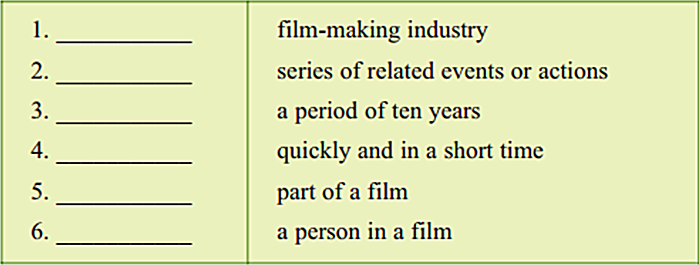 1. ___________ film-making industry
2. ___________ series of related events or actions
3. ___________ a period of ten years
4. ___________ quickly and in a short time
5. ___________ part of a film
6. ___________ a person in a film